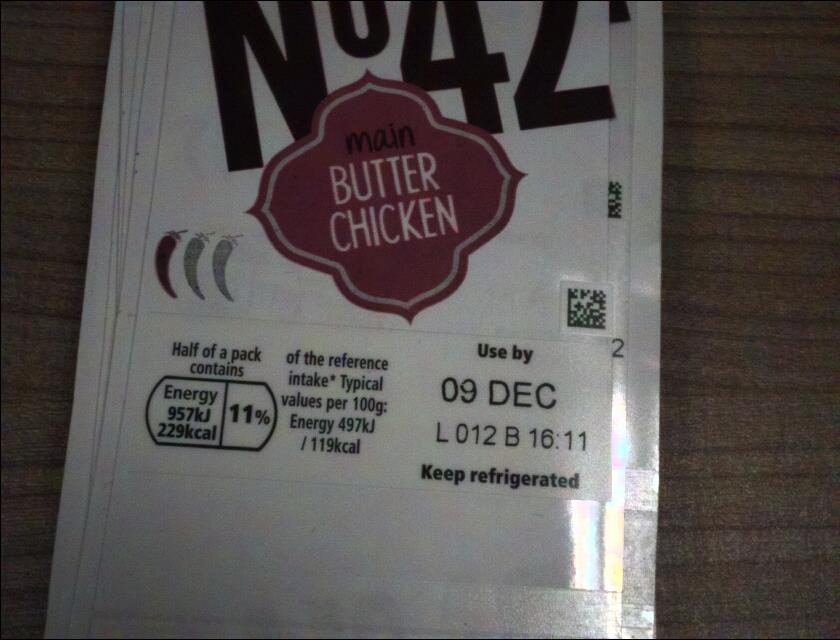 No42
main
BUTTER
CHICKEN
Half of a pack
contains
Energy
957kJ
229kcal
11%
of the reference
intake* Typical
values per 100g:
Energy 497kJ
/ 119kcal
Use by
09 DEC
L 012 B 16:11
Keep refrigerated
2